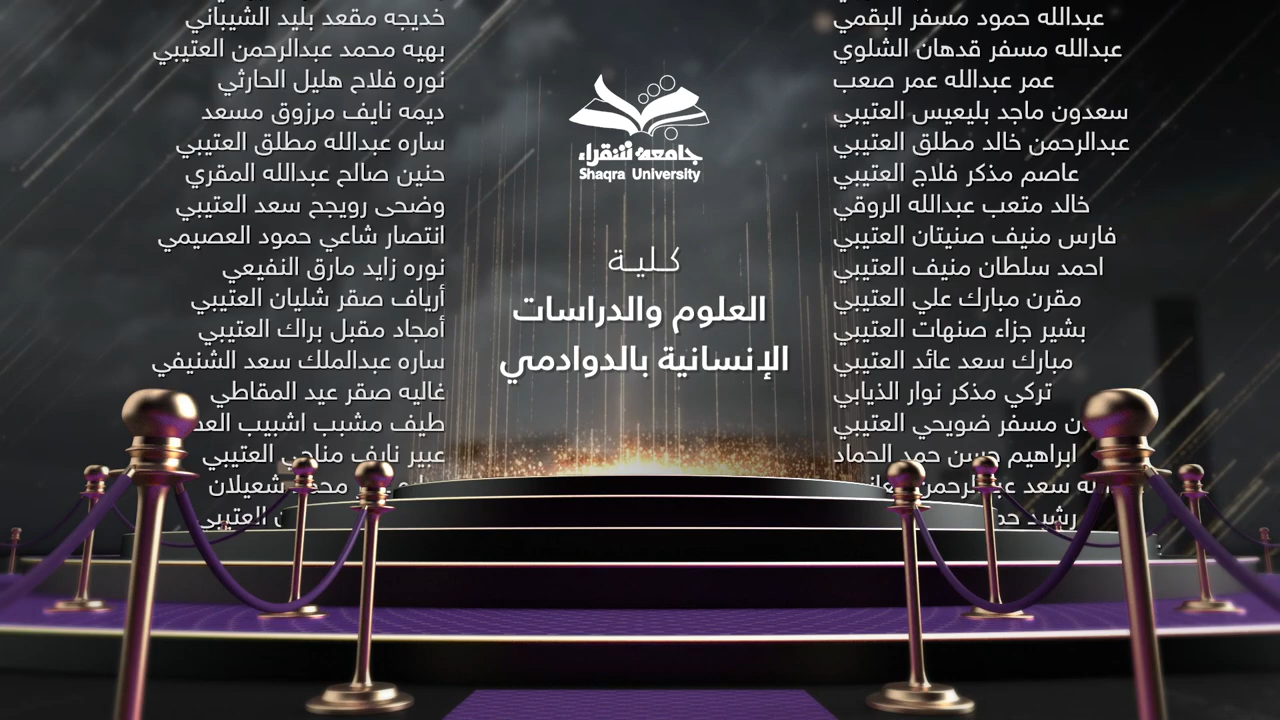 عبدالله حمود مسفر البقمي
عبدالله مسفر قدهان الشلوي
عمر عبدالله عمر صعب
سعدون ماجد بليعيس العتيبي
عبدالرحمن خالد مطلق العتيبي
عاصم مذكر فلاج العتيبي
خالد متعب عبدالله الروقي
فارس منيف صنيتان العتيبي
احمد سلطان منيف العتيبي
مقرن مبارك علي العتيبي
بشير جزاء صنهات العتيبي
مبارك سعد عائد العتيبي
تركي مذكر نوار الذيابي
مسفر ضويحي العتيبي
ابراهيم حسن حمد الحماد
سعد عبدالرحمن
رشيد
جامعة شقراء
Shaqra University
كلية
العلوم والدراسات
الإنسانية بالدوادمي
خديجه مقعد بليد الشيباني
بهيه محمد عبدالرحمن العتيبي
نوره فلاح هليل الحارثي
ديمه نايف مرزوق مسعد
ساره عبدالله مطلق العتيبي
حنين صالح عبدالله المقري
وضحى رويجح سعد العتيبي
انتصار شاعي حمود العصيمي
نوره زايد مارق النفيعي
أرياف صقر شليان العتيبي
أمجاد مقبل براك العتيبي
ساره عبدالملك سعد الشنيفي
غاليه صقر عيد المقاطي
طيف مشبب اشبيب
عبير نايف مناحي العتيبي
شعيلان
العتيبي